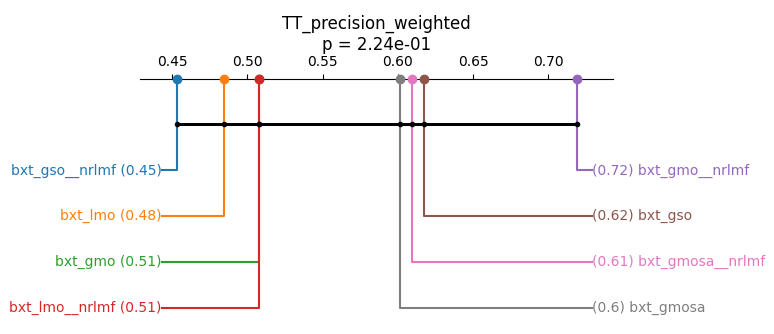 TT_precision_weighted
p = 2.24e-01
0.45 0.50 0.55 0.60 0.65 0.70
bxt_gso__nrlmf (0.45) (0.72) bxt_gmo__nrlmf
bxt_lmo (0.48) (0.62) bxt_gso
bxt_gmo (0.51) (0.61) bxt_gmosa__nrlmf
bxt_lmo__nrlmf (0.51) (0.6) bxt_gmosa